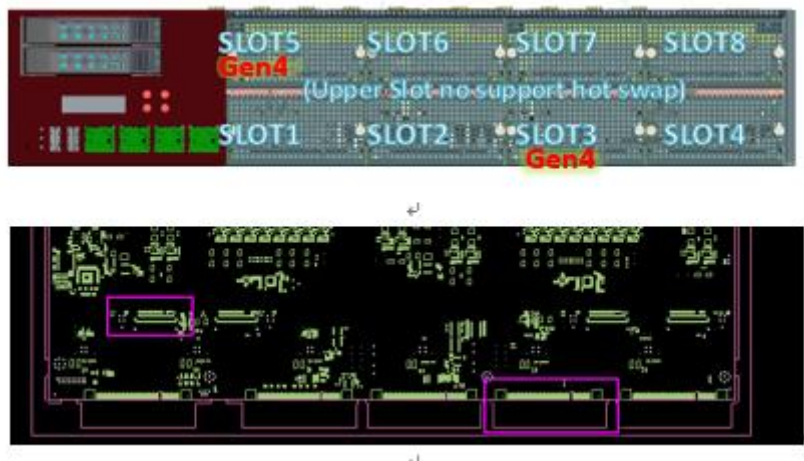 SLOT5 SLOT6 SLOT7 SLOT8
Gen4
(Upper Slot no support hot swap)
SLOT1 SLOT2 SLOT3 SLOT4
Gen4